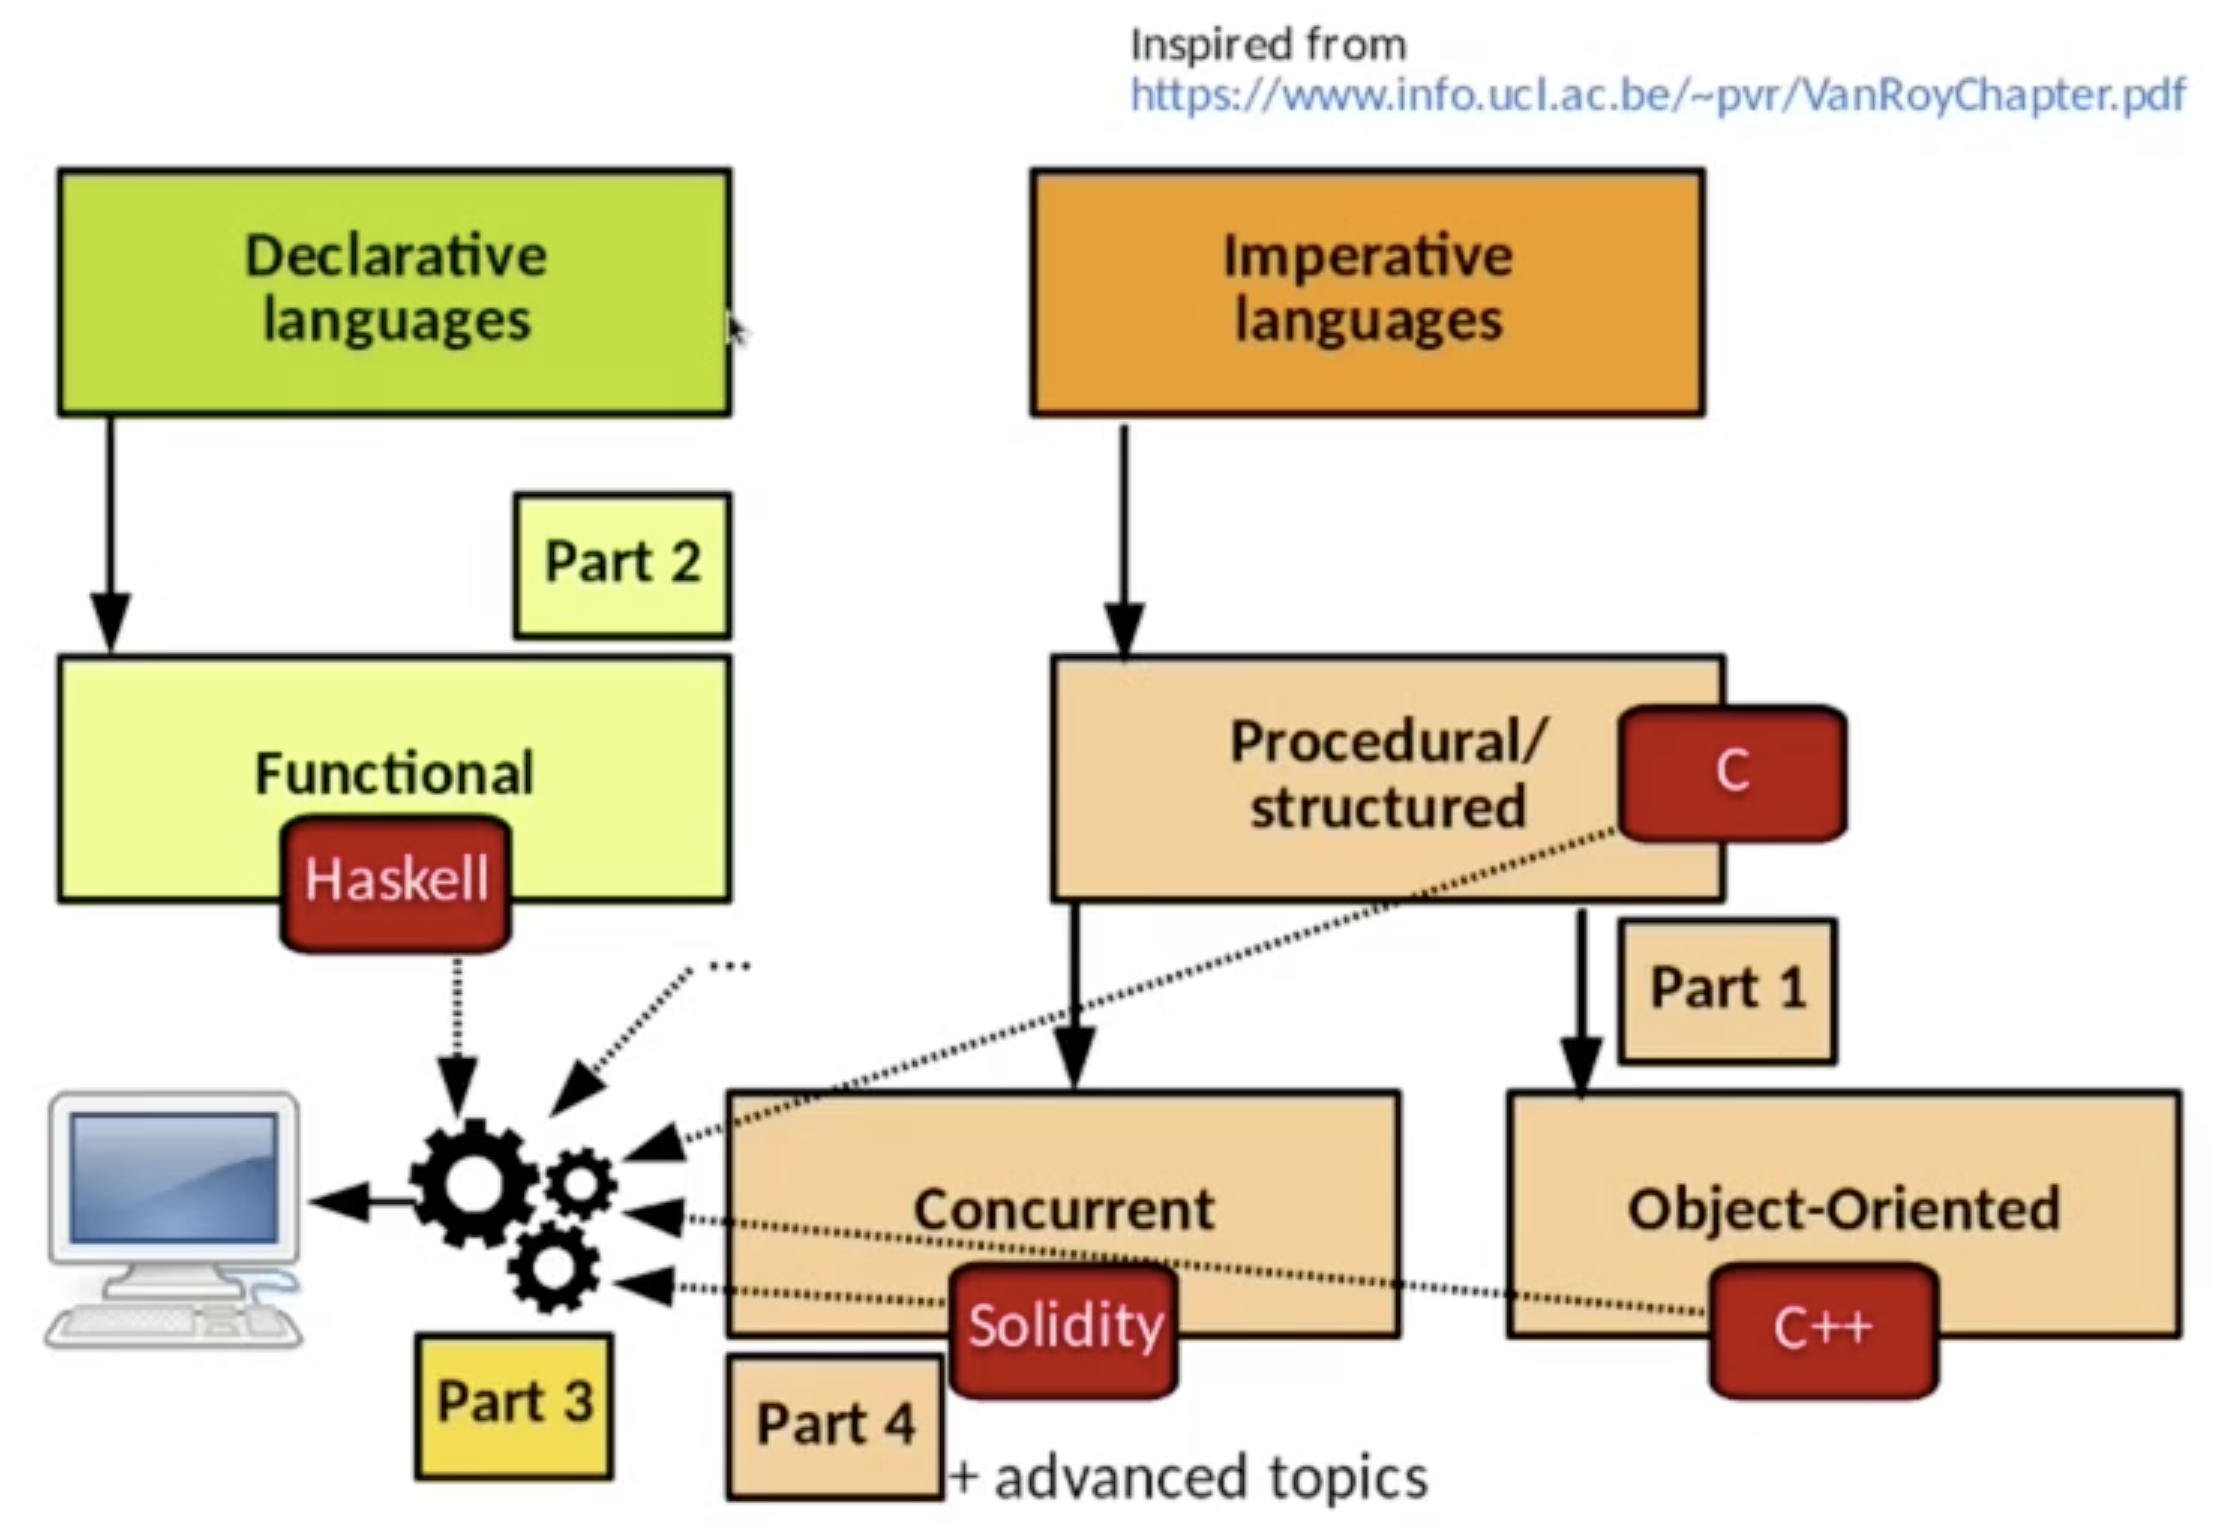 Inspired from
https://www.info.ucl.ac.be/~pvr/VanRoyChapter.pdf
Declarative
languages
Imperative
languages
Part 2
Functional
Haskell
Procedural/
structured
C
...
Part 1
Concurrent
Solidity
Object-Oriented
C++
Part 3
Part 4
+ advanced topics